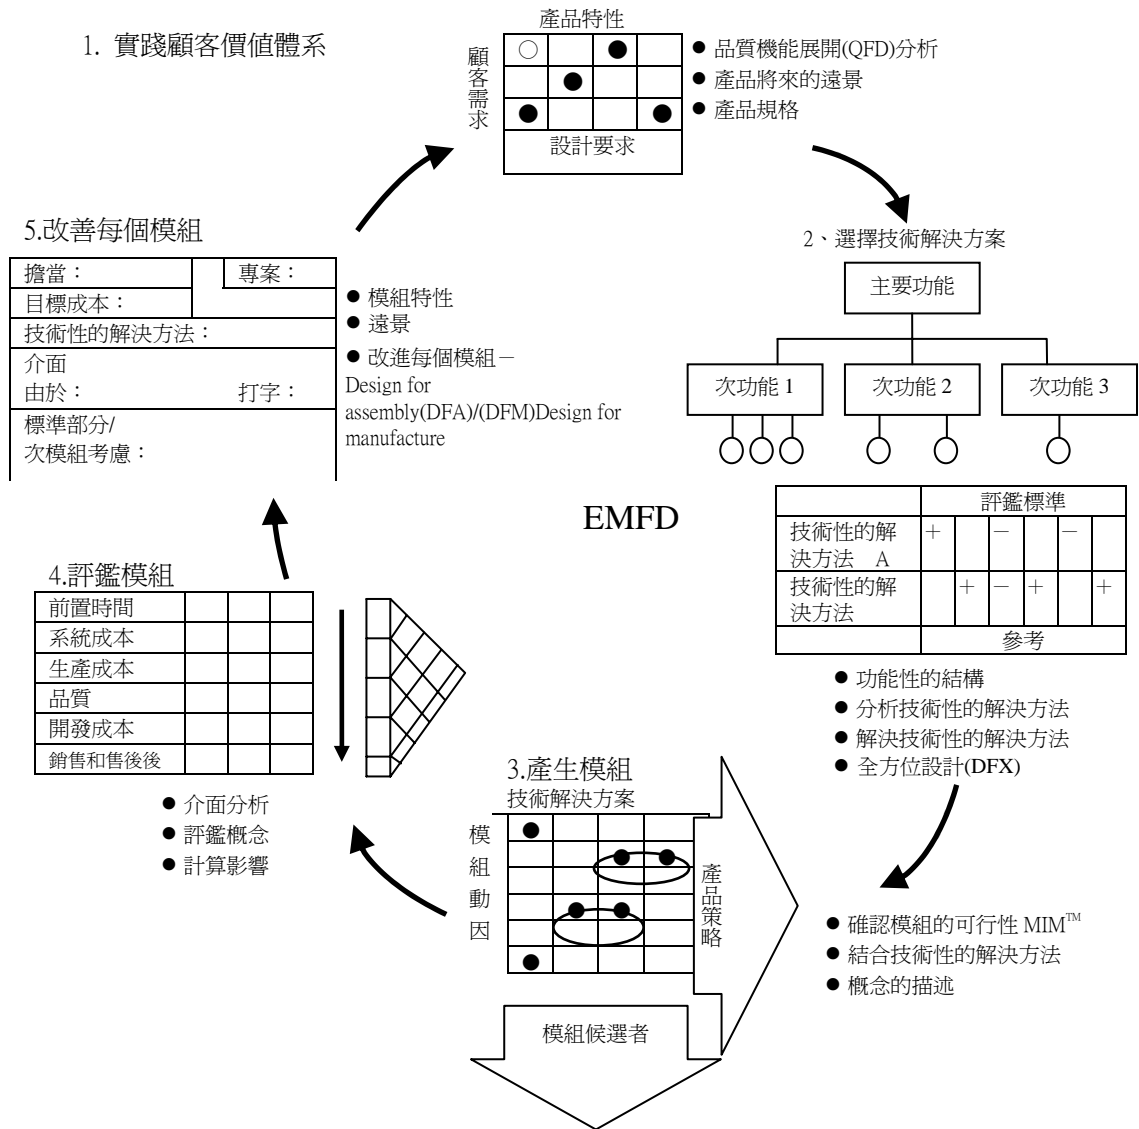 1. 實踐顧客價值體系
產品特性
顧客需求
設計要求
● 品質機能展開(QFD)分析
● 產品將來的遠景
● 產品規格
2、選擇技術解決方案
主要功能
次功能 1
次功能 2
次功能 3
評鑑標準
技術性的解
決方法 A
+ － －
技術性的解
決方法
+ － + +
參考
● 功能性的結構
● 分析技術性的解決方法
● 解決技術性的解決方法
● 全方位設計(DFX)
EMFD
3.產生模組
技術解決方案
模組動因
產品策略
模組候選者
● 確認模組的可行性 MIM™
● 結合技術性的解決方法
● 概念的描述
4.評鑑模組
前置時間
系統成本
生產成本
品質
開發成本
銷售和售後後
● 介面分析
● 評鑑概念
● 計算影響
5.改善每個模組
擔當： 專案：
目標成本：
技術性的解決方法：
介面
由於： 打字：
標準部分/
次模組考慮：
● 模組特性
● 遠景
● 改進每個模組－
Design for
assembly(DFA)/(DFM)Design for
manufacture